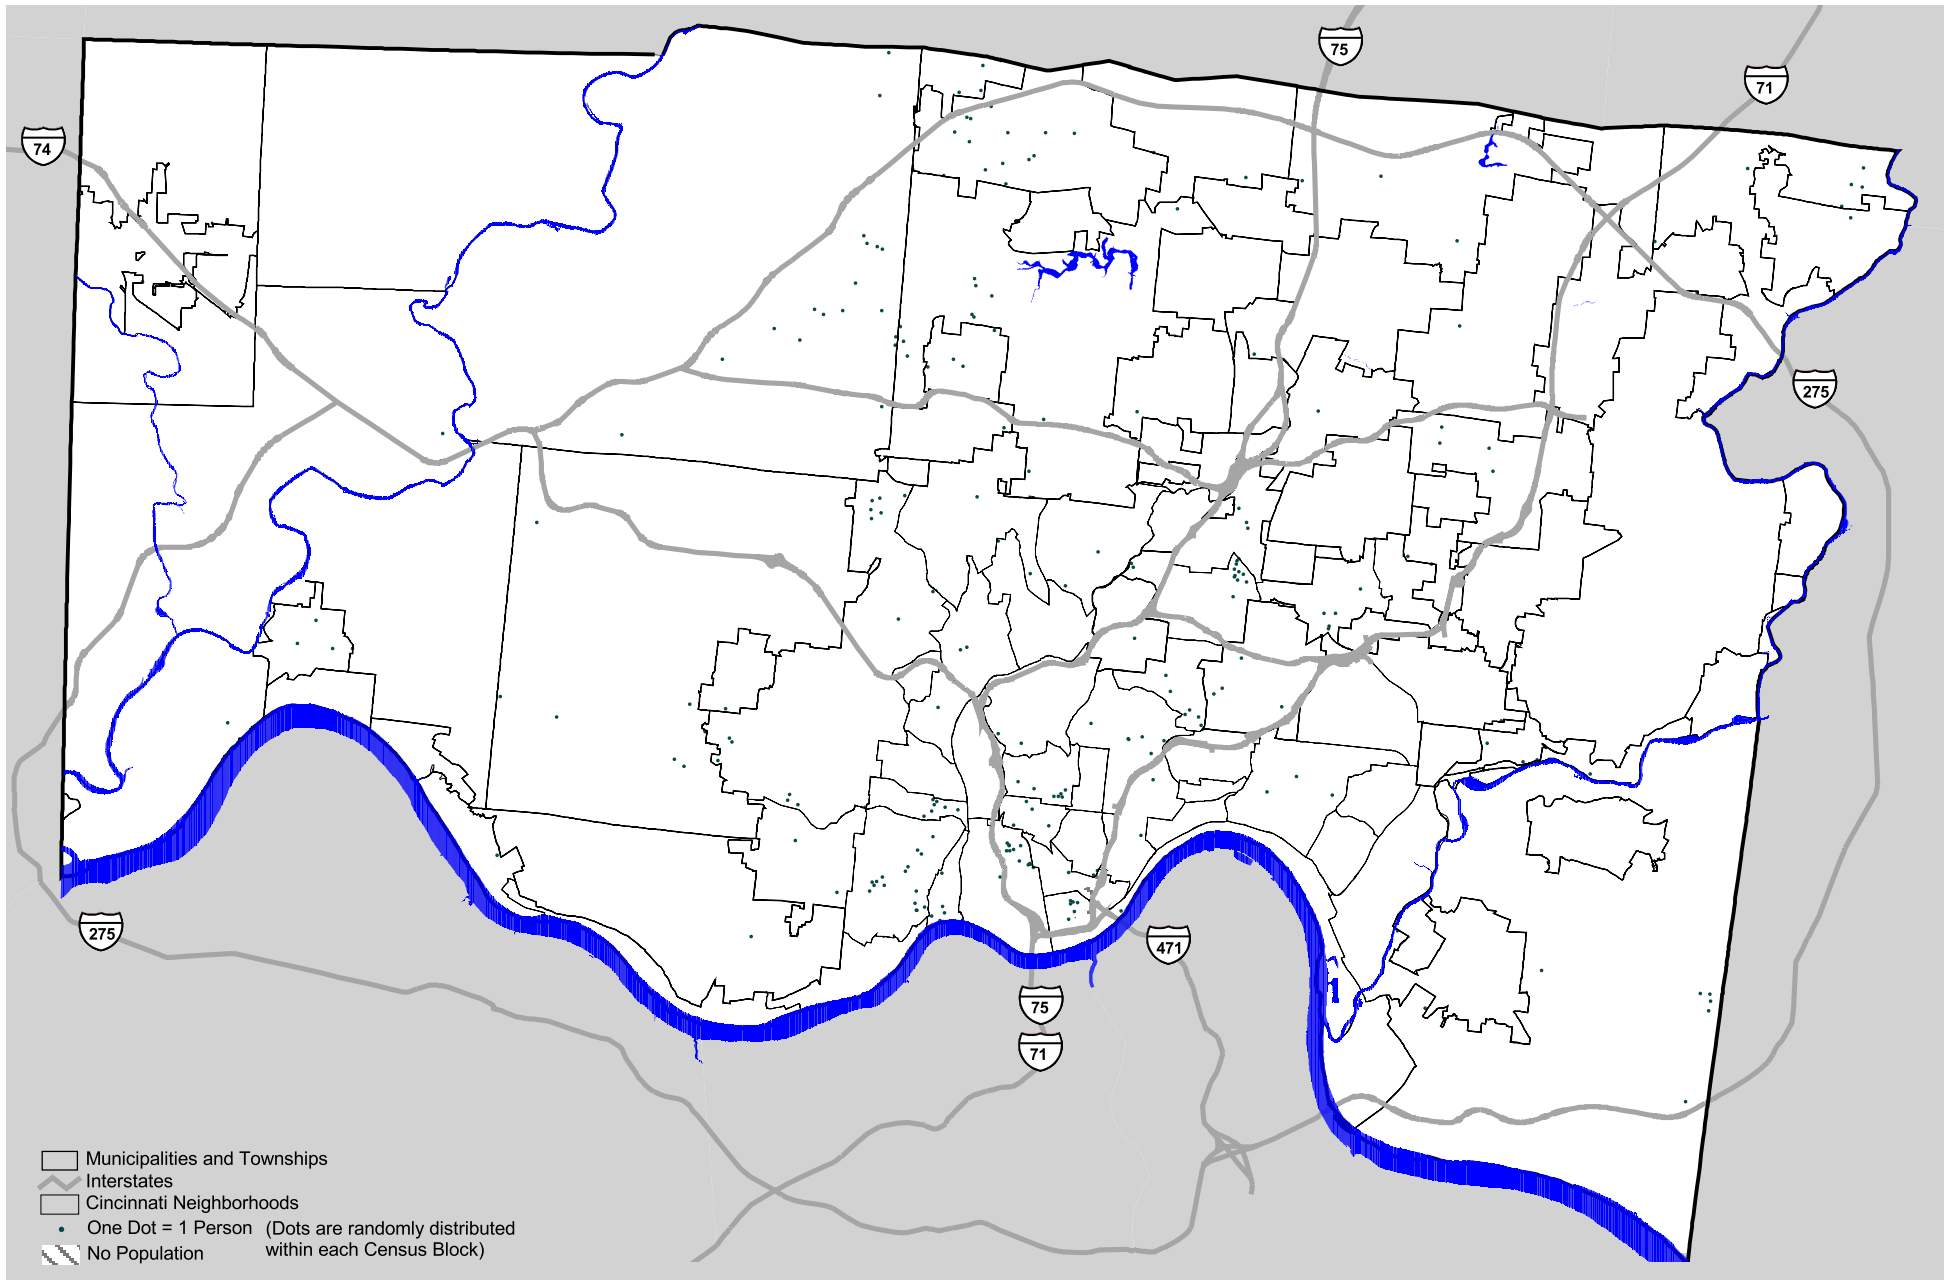 75
71
74
275
275
471
75
71
Municipalities and Townships
Interstates
Cincinnati Neighborhoods
One Dot = 1 Person (Dots are randomly distributed
within each Census Block)
No Population